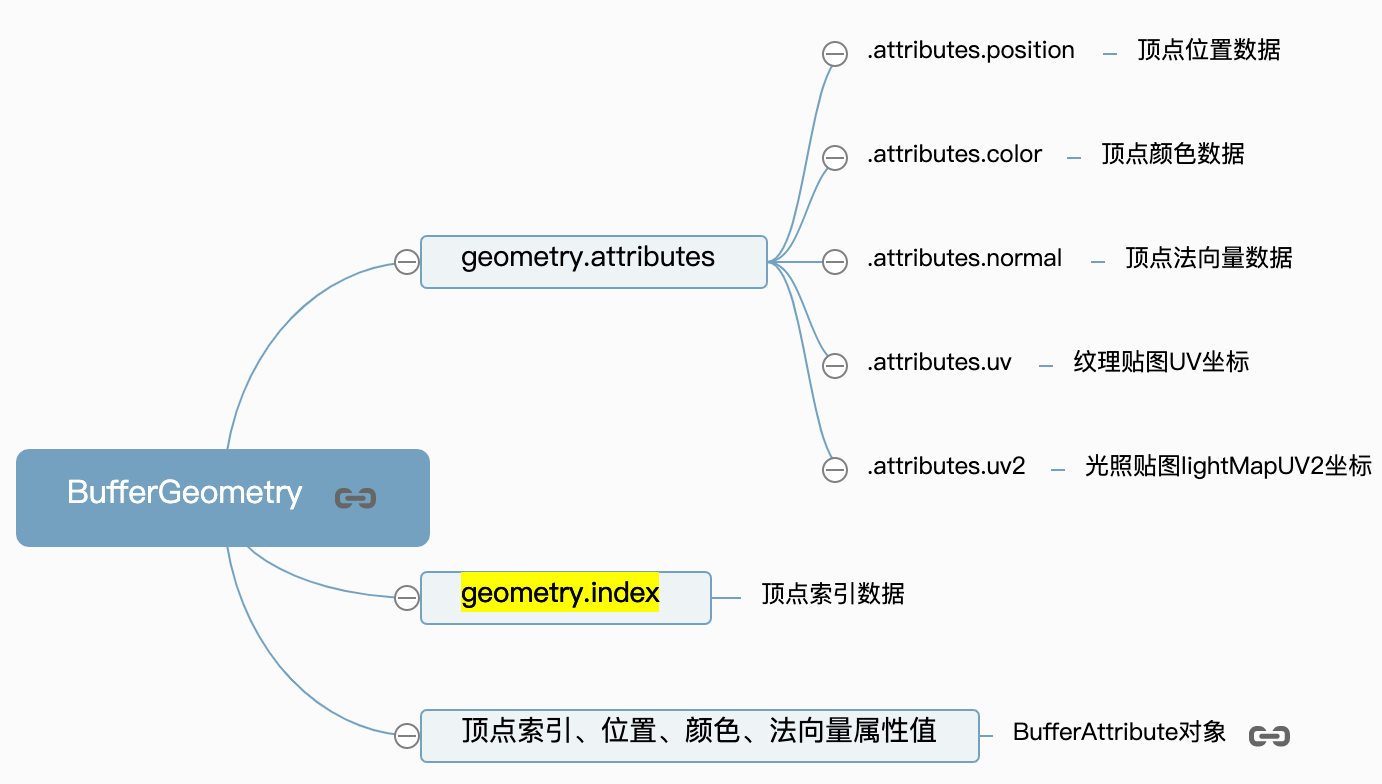 .attributes.position
顶点位置数据
.attributes.color
顶点颜色数据
geometry.attributes
.attributes.normal
顶点法向量数据
.attributes.uv
纹理贴图UV坐标
.attributes.uv2
光照贴图lightMapUV2坐标
BufferGeometry
geometry.index
顶点索引数据
顶点索引、位置、颜色、法向量属性值
BufferAttribute对象